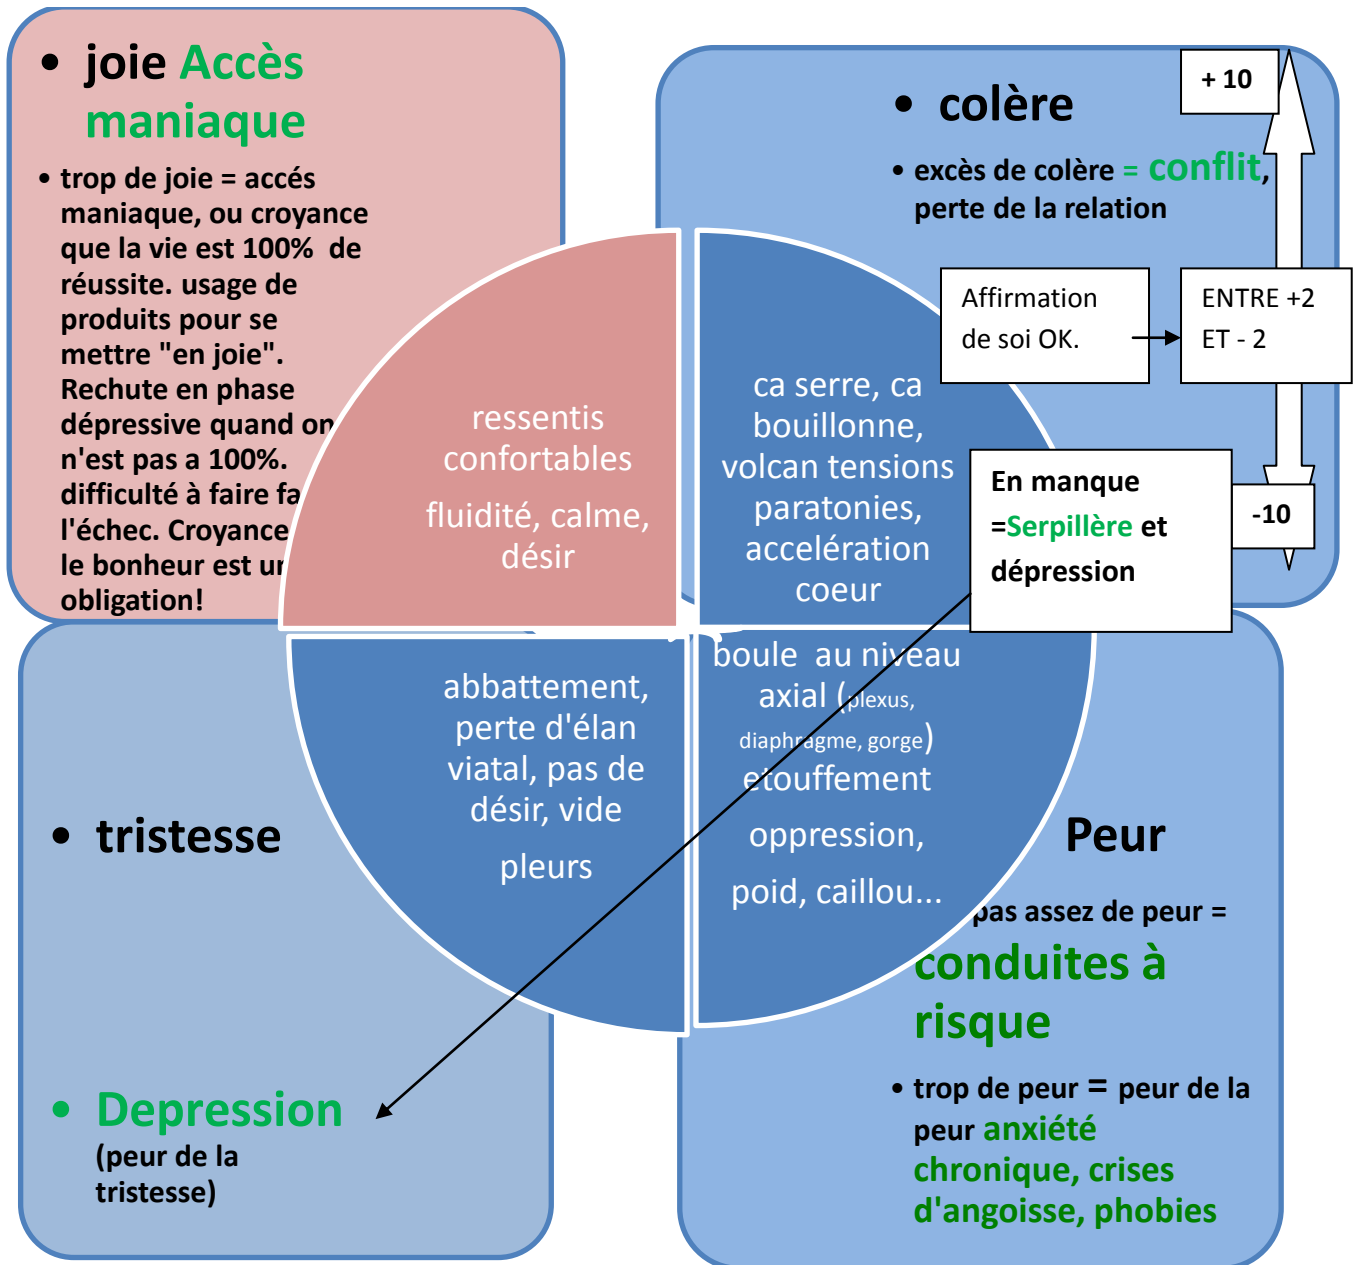 • joie Accès
maniaque
• trop de joie = accés
maniaque, ou croyance
que la vie est 100% de
réussite. usage de
produits pour se
mettre "en joie".
Rechute en phase
dépressive quand on
n'est pas a 100%.
difficulté à faire fa
l'échec. Croyance
le bonheur est ur
obligation!
• colère
• excès de colère = conflit,
perte de la relation
+ 10
Affirmation
de soi OK.
ENTRE +2
ET - 2
En manque
=Serpillère et
dépression
-10
ressentis
confortables
fluidité, calme,
désir
ca serre, ca
bouillonne,
volcan tensions
paratonies,
accelération
coeur
abbattement,
perte d'élan
viatal, pas de
désir, vide
pleurs
boule au niveau
axial (plexus,
diaphragme, gorge)
etouffement
oppression,
poid, caillou...
• tristesse
• Depression
(peur de la
tristesse)
Peur
pas assez de peur =
conduites à
risque
• trop de peur = peur de la
peur anxiété
chronique, crises
d'angoisse, phobies